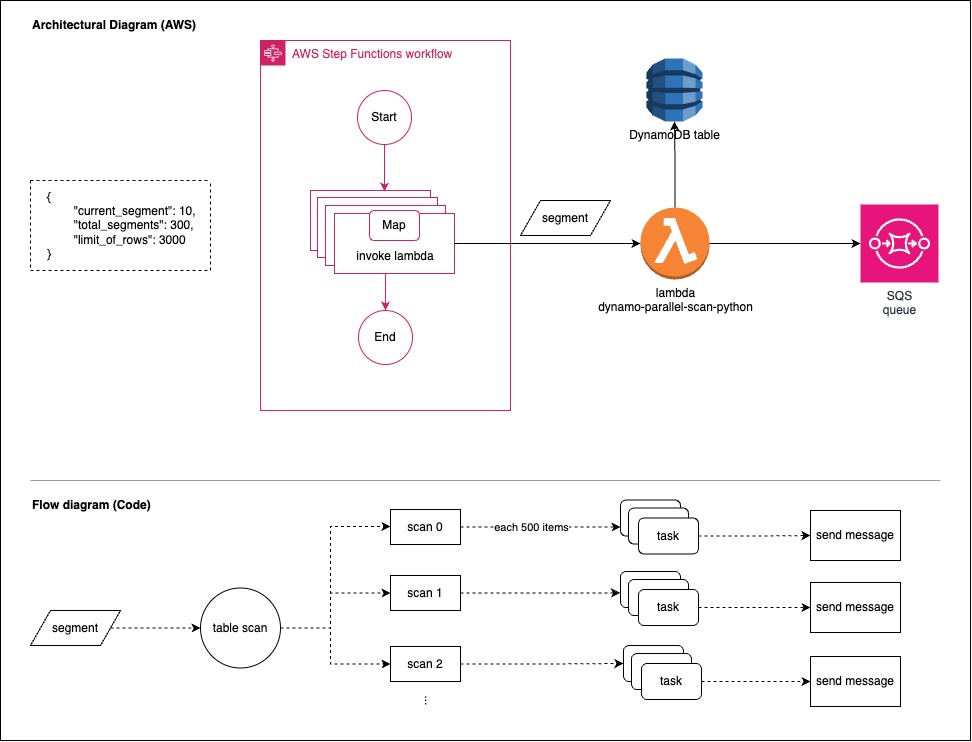 Architectural Diagram (AWS)
AWS Step Functions workflow
Start
DynamoDB table
{
"current_segment": 10,
"total_segments": 300,
"limit_of_rows": 3000
}
Map
invoke lambda
segment
lambda
dynamo-parallel-scan-python
SQS
queue
End
Flow diagram (Code)
scan 0
each 500 items
task
send message
scan 1
task
send message
segment
table scan
scan 2
task
send message